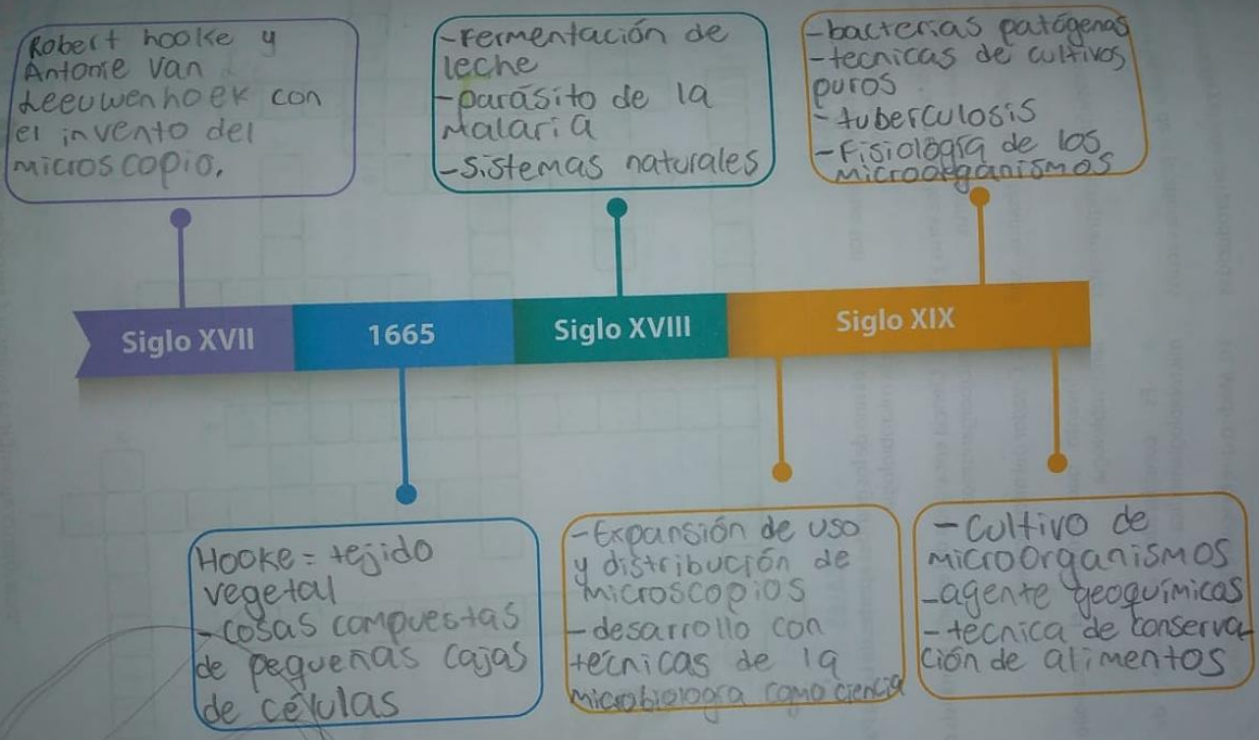 Robert hooke y
Antonie van
Leeuwenhoek con
el invento del
microscopio.
-Fermentación de
leche
-parásito de la
Malaria
-Sistemas naturales
-bacterias patógenas
-tecnicas de cultivos
puros
-tuberculosis
-Fisiología de los
microorganismos
Siglo XVII
1665
Siglo XVIII
Siglo XIX
Hooke = tejido
vegetal
-cosas compuestas
de pequeñas cajas
de células
-Expansión de uso
y distribución de
microscopios
-desarrollo con
técnicas de la
microbiología como ciencia
-Cultivo de
microorganismos
-agente geoquímicos
-tecnica de conserva
ción de alimentos